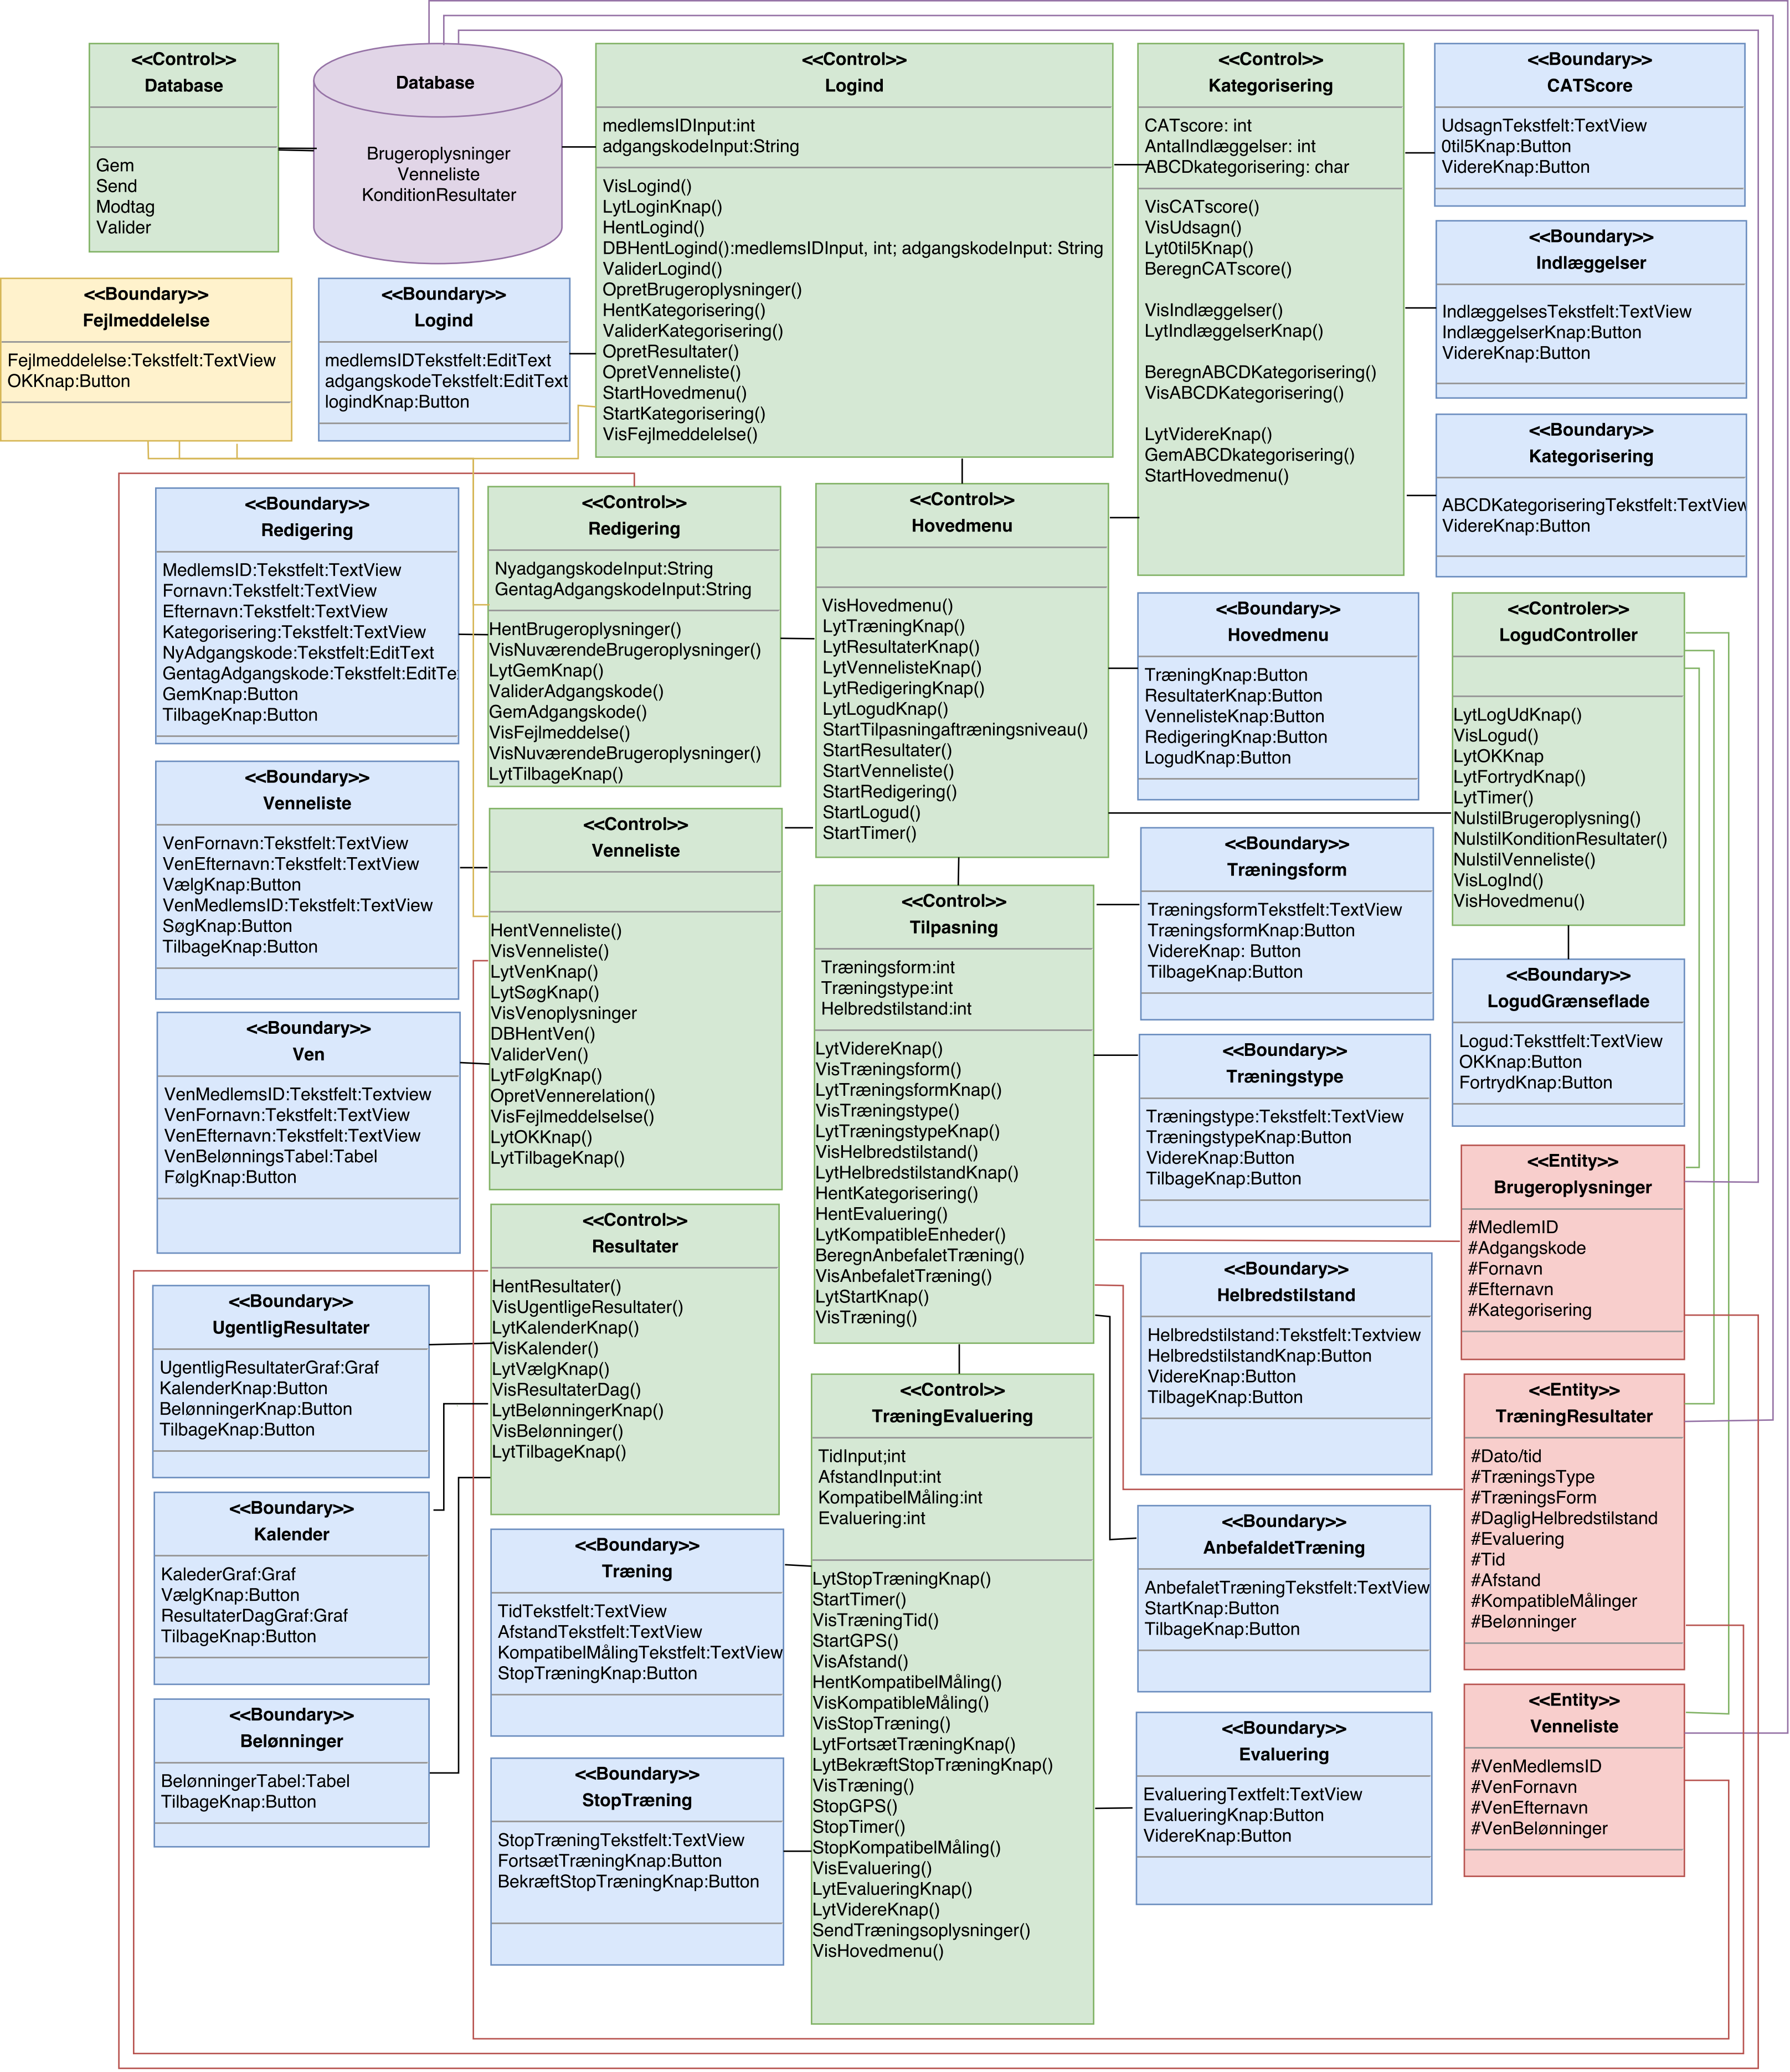 <<Control>>
Database
Gem
Send
Modtag
Valider
Database
Brugeroplysninger
Venneliste
KonditionResultater
<<Control>>
Logind
medlemsIDInput:int
adgangskodeInput:String
VisLogind()
LytLoginKnap()
HentLogind()
DBHentLogind():medlemsIDInput, int; adgangskodeInput: String
ValiderLogind()
OpretBrugeroplysninger()
HentKategorisering()
ValiderKategorisering()
OpretResultater()
OpretVenneliste()
StartHovedmenu()
StartKategorisering()
VisFejlmeddelelse()
<<Control>>
Kategorisering
CATscore: int
AntalIndlæggelser: int
ABCDkategorisering: char
VisCATscore()
VisUdsagn()
Lyt0til5Knap()
BeregnCATscore()
VisIndlæggelser()
LytIndlæggelserKnap()
BeregnABCDKategorisering()
VisABCDKategorisering()
LytVidereKnap()
GemABCDkategorisering()
StartHovedmenu()
<<Boundary>>
CATScore
UdsagnTekstfelt:TextView
0til5Knap:Button
VidereKnap:Button
<<Boundary>>
Indlæggelser
IndlæggelsesTekstfelt:TextView
IndlæggelserKnap:Button
VidereKnap:Button
<<Boundary>>
Kategorisering
ABCDKategoriseringTekstfelt:TextView
VidereKnap:Button
<<Boundary>>
Fejlmeddelelse
Fejlmeddelelse:Tekstfelt:TextView
OKKnap:Button
<<Boundary>>
Logind
medlemsIDTekstfelt:EditText
adgangskodeTekstfelt:EditText
logindKnap:Button
<<Boundary>>
Redigering
MedlemsID:Tekstfelt:TextView
Fornavn:Tekstfelt:TextView
Efternavn:Tekstfelt:TextView
Kategorisering:Tekstfelt:TextView
NyAdgangskode:Tekstfelt:EditText
GentagAdgangskode:Tekstfelt:EditTe
GemKnap:Button
TilbageKnap:Button
<<Control>>
Redigering
NyadgangskodeInput:String
GentagAdgangskodeInput:String
HentBrugeroplysninger()
VisNuværendeBrugeroplysninger()
LytGemKnap()
ValiderAdgangskode()
GemAdgangskode()
VisFejlmeddelse()
VisNuværendeBrugeroplysninger()
LytTilbageKnap()
<<Control>>
Hovedmenu
VisHovedmenu()
LytTræningKnap()
LytResultaterKnap()
LytVennelisteKnap()
LytRedigeringKnap()
LytLogudKnap()
StartTilpasningaftræningsniveau()
StartResultater()
StartVenneliste()
StartRedigering()
StartLogud()
StartTimer()
<<Boundary>>
Hovedmenu
TræningKnap:Button
ResultaterKnap:Button
VennelisteKnap:Button
RedigeringKnap:Button
LogudKnap:Button
<<Controler>>
LogudController
LytLogUdKnap()
VisLogud()
LytOKKnap
LytFortrydKnap()
LytTimer()
NulstilBrugeroplysning()
NulstilKonditionResultater()
NulstilVenneliste()
VisLogInd()
VisHovedmenu()
<<Boundary>>
Venneliste
VenFornavn:Tekstfelt:TextView
VenEfternavn:Tekstfelt:TextView
VælgKnap:Button
VenMedlemsID:Tekstfelt:TextView
SøgKnap:Button
TilbageKnap:Button
<<Control>>
Venneliste
HentVenneliste()
VisVenneliste()
LytVenKnap()
LytSøgKnap()
VisVenoplysninger
DBHentVen()
ValiderVen()
LytFølgKnap()
OpretVennerelation()
VisFejlmeddelselse()
LytOKKnap()
LytTilbageKnap()
<<Control>>
Tilpasning
Træningsform:int
Træningstype:int
Helbredstilstand:int
LytVidereKnap()
VisTræningsform()
LytTræningsformKnap()
VisTræningstype()
LytTræningstypeKnap()
VisHelbredstilstand()
LytHelbredstilstandKnap()
HentKategorisering()
HentEvaluering()
LytKompatibleEnheder()
BeregnAnbefaletTræning()
VisAnbefaletTræning()
LytStartKnap()
VisTræning()
<<Boundary>>
Træningsform
TræningsformTekstfelt:TextView
TræningsformKnap:Button
VidereKnap: Button
TilbageKnap:Button
<<Boundary>>
LogudGrænseflade
Logud:Teksttfelt:TextView
OKKnap:Button
FortrydKnap:Button
<<Boundary>>
Ven
VenMedlemsID:Tekstfelt:Textview
VenFornavn:Tekstfelt:TextView
VenEfternavn:Tekstfelt:TextView
VenBelønningsTabel:Tabel
FølgKnap:Button
<<Boundary>>
Træningstype
Træningstype:Tekstfelt:TextView
TræningstypeKnap:Button
VidereKnap:Button
TilbageKnap:Button
<<Entity>>
Brugeroplysninger
#MedlemID
#Adgangskode
#Fornavn
#Efternavn
#Kategorisering
<<Control>>
Resultater
HentResultater()
VisUgentligeResultater()
LytKalenderKnap()
VisKalender()
LytVælgKnap()
VisResultaterDag()
LytBelønningerKnap()
VisBelønninger()
LytTilbageKnap()
<<Boundary>>
UgentligResultater
UgentligResultaterGraf:Graf
KalenderKnap:Button
BelønningerKnap:Button
TilbageKnap:Button
<<Boundary>>
Helbredstilstand
Helbredstilstand:Tekstfelt:Textview
HelbredstilstandKnap:Button
VidereKnap:Button
TilbageKnap:Button
<<Control>>
TræningEvaluering
TidInput;int
AfstandInput:int
KompatibelMåling:int
Evaluering:int
LytStopTræningKnap()
StartTimer()
VisTræningTid()
StartGPS()
VisAfstand()
HentKompatibelMåling()
VisKompatibleMåling()
VisStopTræning()
LytFortsætTræningKnap()
LytBekræftStopTræningKnap()
VisTræning()
StopGPS()
StopTimer()
StopKompatibelMåling()
VisEvaluering()
LytEvalueringKnap()
LytVidereKnap()
SendTræningsoplysninger()
VisHovedmenu()
<<Entity>>
TræningResultater
#Dato/tid
#TræningsType
#TræningsForm
#DagligHelbredstilstand
#Evaluering
#Tid
#Afstand
#KompatibleMålinger
#Belønninger
<<Boundary>>
Kalender
KalederGraf:Graf
VælgKnap:Button
ResultaterDagGraf:Graf
TilbageKnap:Button
<<Boundary>>
Træning
TidTekstfelt:TextView
AfstandTekstfelt:TextView
KompatibelMålingTekstfelt:TextView
StopTræningKnap:Button
<<Boundary>>
AnbefaldetTræning
AnbefaletTræningTekstfelt:TextView
StartKnap:Button
TilbageKnap:Button
<<Boundary>>
Belønninger
BelønningerTabel:Tabel
TilbageKnap:Button
<<Boundary>>
StopTræning
StopTræningTekstfelt:TextView
FortsætTræningKnap:Button
BekræftStopTræningKnap:Button
<<Boundary>>
Evaluering
EvalueringTextfelt:TextView
EvalueringKnap:Button
VidereKnap:Button
<<Entity>>
Venneliste
#VenMedlemsID
#VenFornavn
#VenEfternavn
#VenBelønninger